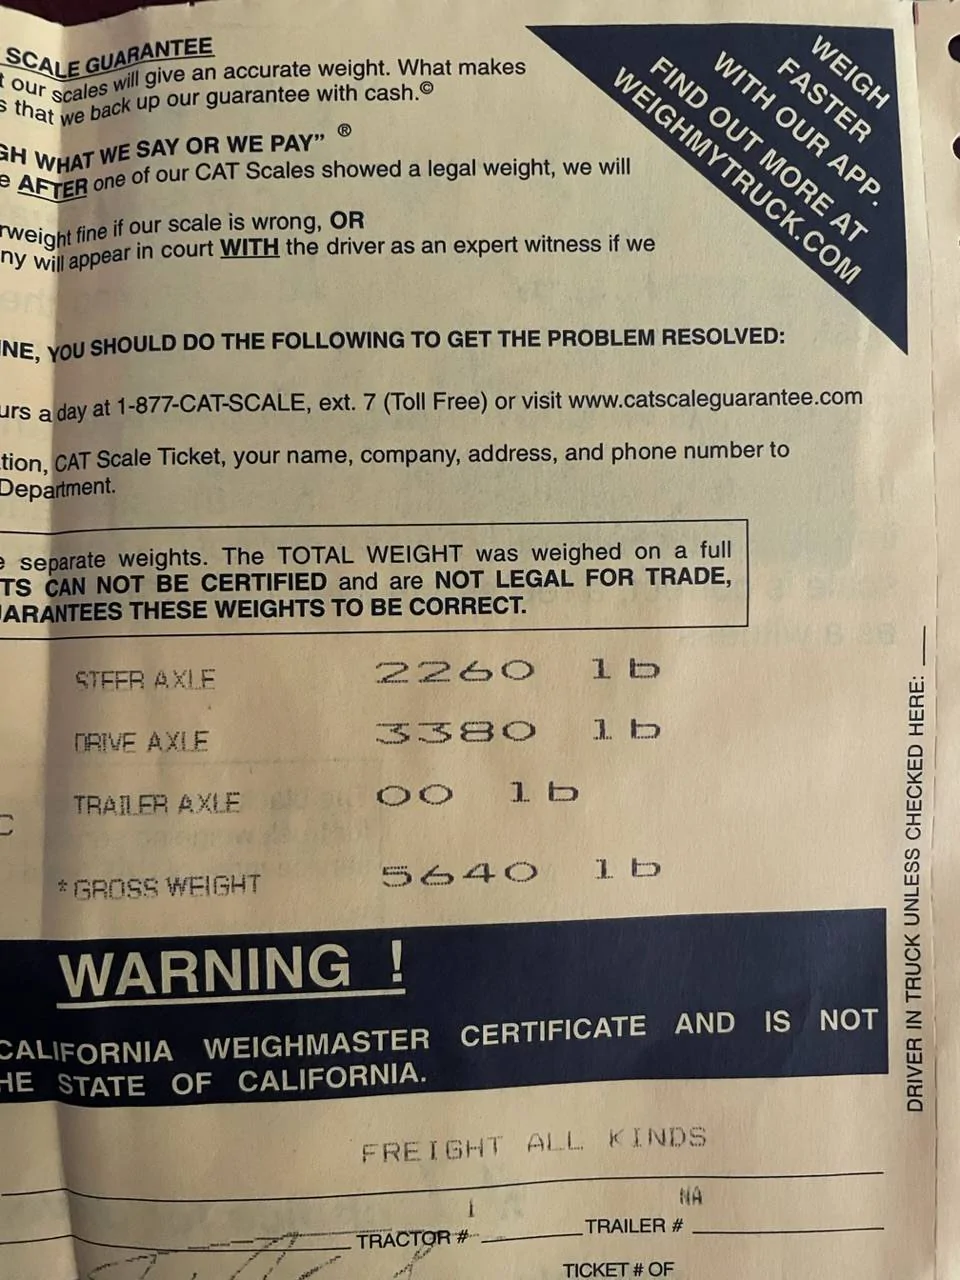 SCALE GUARANTEE
t our scales will give an accurate weight. What makes
s that we back up our guarantee with cash.©
GH WHAT WE SAY OR WE PAY” ®
e AFTER one of our CAT Scales showed a legal weight, we will
rweight fine if our scale is wrong, OR
ny will appear in court WITH the driver as an expert witness if we
INE, YOU SHOULD DO THE FOLLOWING TO GET THE PROBLEM RESOLVED:
urs a day at 1-877-CAT-SCALE, ext. 7 (Toll Free) or visit www.catscaleguarantee.com
tion, CAT Scale Ticket, your name, company, address, and phone number to
Department.
WEIGH
FASTER
WITH OUR APP.
FIND OUT MORE AT
WEIGHMYTRUCK.COM
e separate weights. The TOTAL WEIGHT was weighed on a full
TS CAN NOT BE CERTIFIED and are NOT LEGAL FOR TRADE,
ARANTEES THESE WEIGHTS TO BE CORRECT.
STEER AXLE 2260 lb
DRIVE AXLE 3380 lb
TRAILER AXLE 00 lb
C
*GROSS WEIGHT 5640 lb
WARNING !
CALIFORNIA WEIGHMASTER CERTIFICATE AND IS NOT
HE STATE OF CALIFORNIA.
DRIVER IN TRUCK UNLESS CHECKED HERE:
FREIGHT ALL KINDS
TRACTOR # 1 TRAILER # NA
TICKET # OF